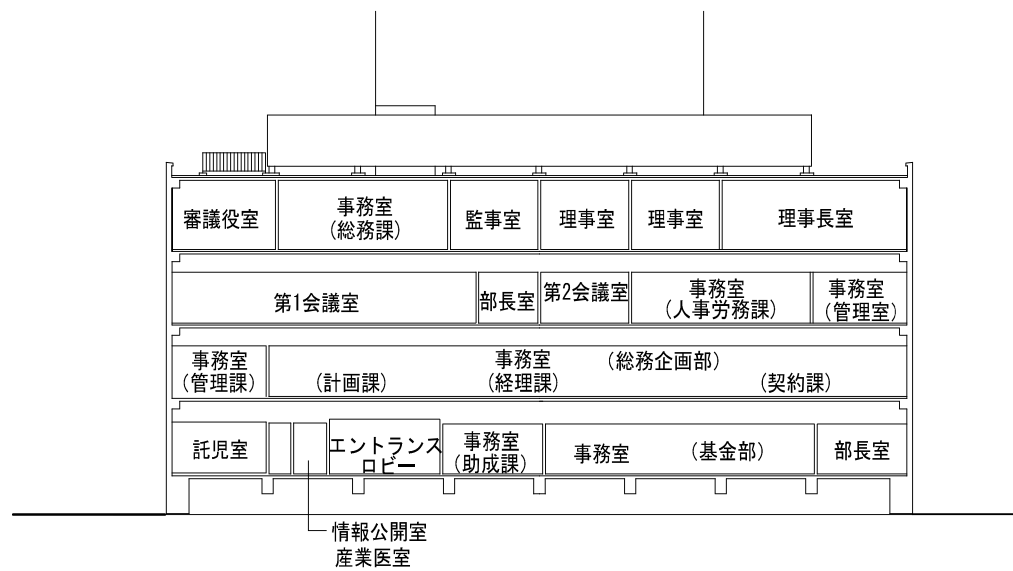 審議役室
事務室
(総務課)
監事室
理事室
理事室
理事長室
第1会議室
部長室
第2会議室
事務室
(人事労務課)
事務室
(管理室)
事務室
(管理課)
(計画課)
事務室
(経理課)
(総務企画部)
(契約課)
託児室
エントランス
ロビー
事務室
(助成課)
事務室
(基金部)
部長室
情報公開室
産業医室